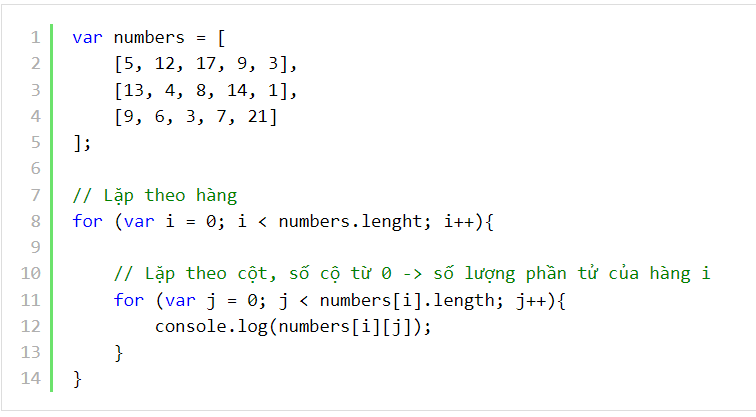 1 var numbers = [
2     [5, 12, 17, 9, 3],
3     [13, 4, 8, 14, 1],
4     [9, 6, 3, 7, 21]
5 ];
6
7 // Lặp theo hàng
8 for (var i = 0; i < numbers.lenght; i++){
9
10     // Lặp theo cột, số cộ từ 0 -> số lượng phần tử của hàng i
11     for (var j = 0; j < numbers[i].length; j++){
12         console.log(numbers[i][j]);
13     }
14 }